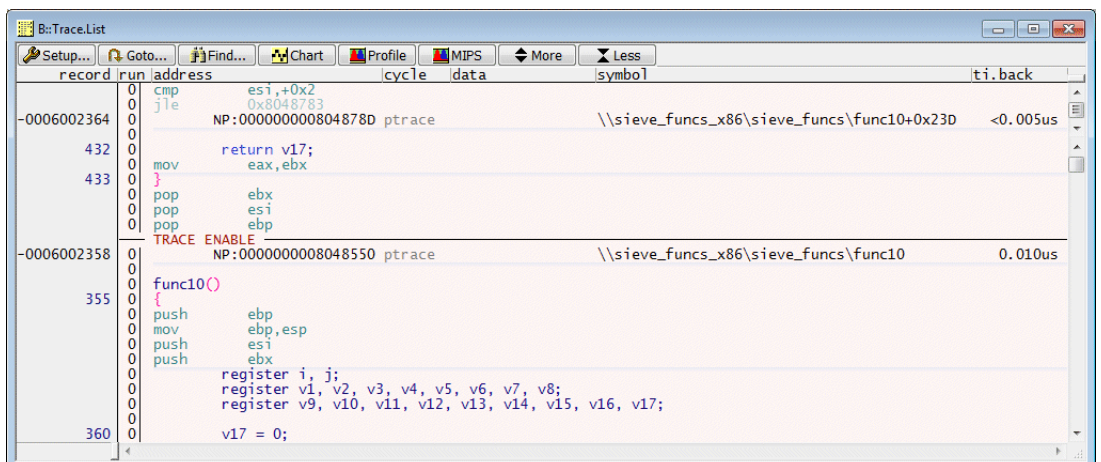 B::Trace.List
Setup... Goto... Find... Chart Profile MIPS More Less
record run address cycle data symbol ti.back
0 cmp esi,+0x2
0 jle 0x8048783
-0006002364 0 NP:000000000804878D ptrace \\sieve_funcs_x86\sieve_funcs\func10+0x23D <0.005us
0
432 0 return v17;
0 mov eax,ebx
433 0 }
0 pop ebx
0 pop esi
0 pop ebp
TRACE ENABLE
-0006002358 0 NP:0000000008048550 ptrace \\sieve_funcs_x86\sieve_funcs\func10 0.010us
0
0 func10()
355 0 {
0 push ebp
0 mov ebp,esp
0 push esi
0 push ebx
0 register i, j;
0 register v1, v2, v3, v4, v5, v6, v7, v8;
0 register v9, v10, v11, v12, v13, v14, v15, v16, v17;
0
360 0 v17 = 0;